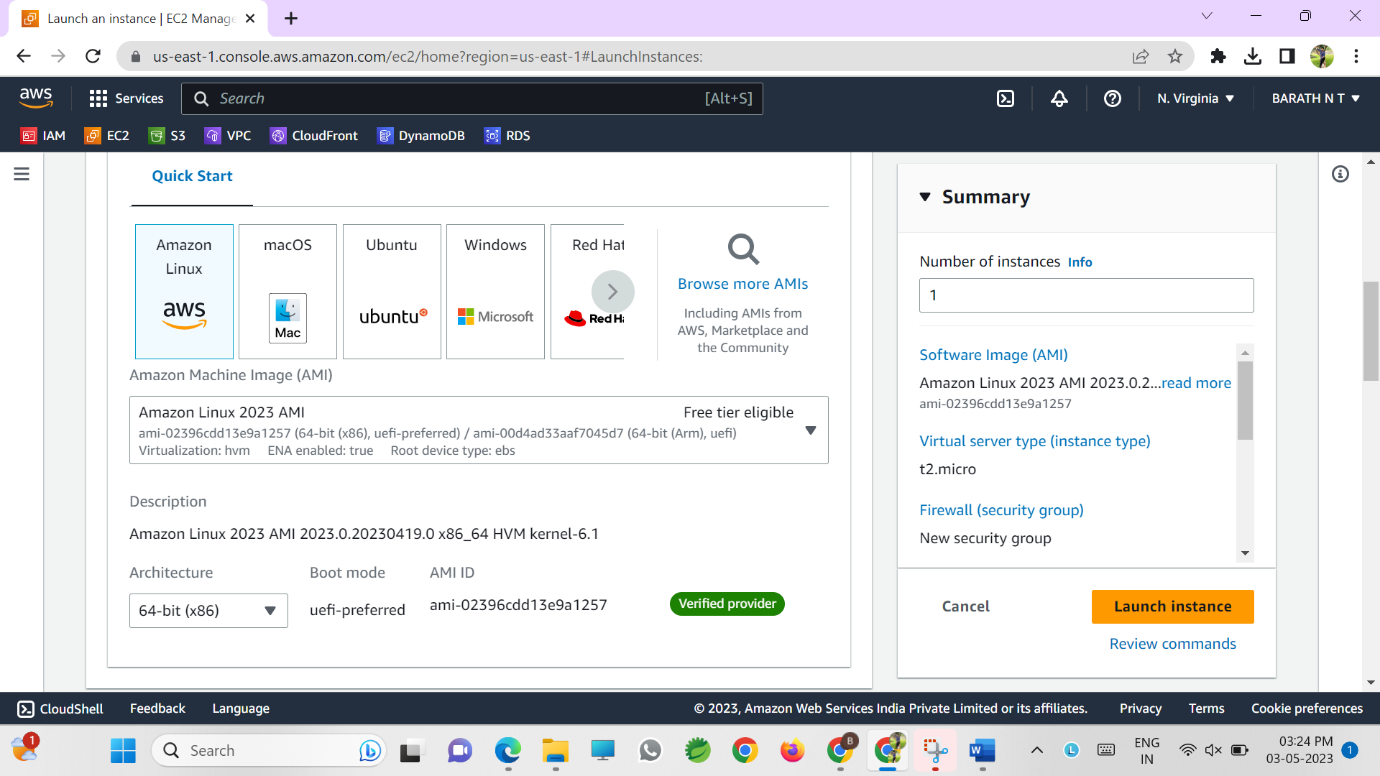 Launch an instance | EC2 Manage
us-east-1.console.aws.amazon.com/ec2/home?region=us-east-1#LaunchInstances:
aws
Services
Search
[Alt+S]
N. Virginia
BARATH N T
IAM
EC2
S3
VPC
CloudFront
DynamoDB
RDS
Quick Start
Amazon
Linux
aws
macOS
Mac
Ubuntu
ubuntu
Windows
Microsoft
Red Hat
Red Ha
Browse more AMIs
Including AMIs from
AWS, Marketplace and
the Community
Amazon Machine Image (AMI)
Amazon Linux 2023 AMI
Free tier eligible
ami-02396cdd13e9a1257 (64-bit (x86), uefi-preferred) / ami-00d4ad33aaf7045d7 (64-bit (Arm), uefi)
Virtualization: hvm ENA enabled: true Root device type: ebs
Description
Amazon Linux 2023 AMI 2023.0.20230419.0 x86_64 HVM kernel-6.1
Architecture
Boot mode
AMI ID
64-bit (x86)
uefi-preferred
ami-02396cdd13e9a1257
Verified provider
Summary
Number of instances Info
1
Software Image (AMI)
Amazon Linux 2023 AMI 2023.0.2...read more
ami-02396cdd13e9a1257
Virtual server type (instance type)
t2.micro
Firewall (security group)
New security group
Cancel
Launch instance
Review commands
CloudShell
Feedback
Language
© 2023, Amazon Web Services India Private Limited or its affiliates.
Privacy
Terms
Cookie preferences
1
Search
B
L
W
ENG
IN
03:24 PM
03-05-2023
1